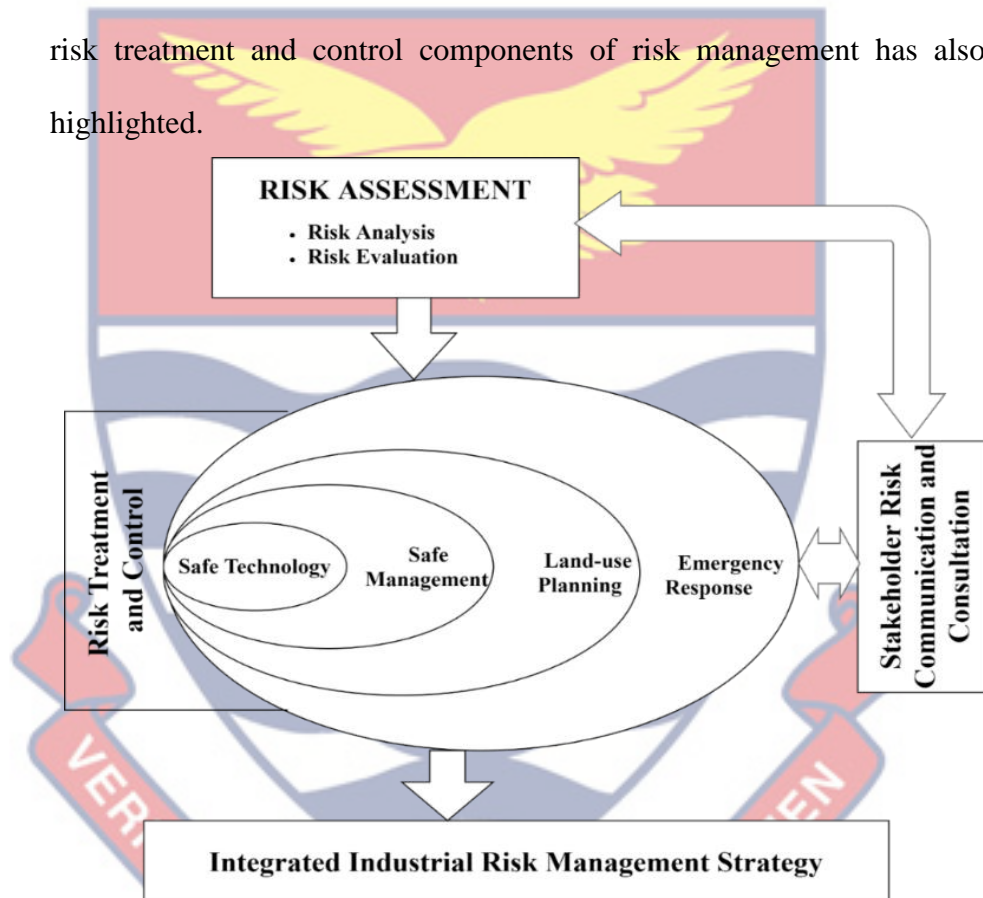 risk treatment and control components of risk management has also
highlighted.
RISK ASSESSMENT
• Risk Analysis
• Risk Evaluation
Risk Treatment
and Control
Safe Technology
Safe
Management
Land-use
Planning
Emergency
Response
Stakeholder Risk
Communication and
Consultation
Integrated Industrial Risk Management Strategy